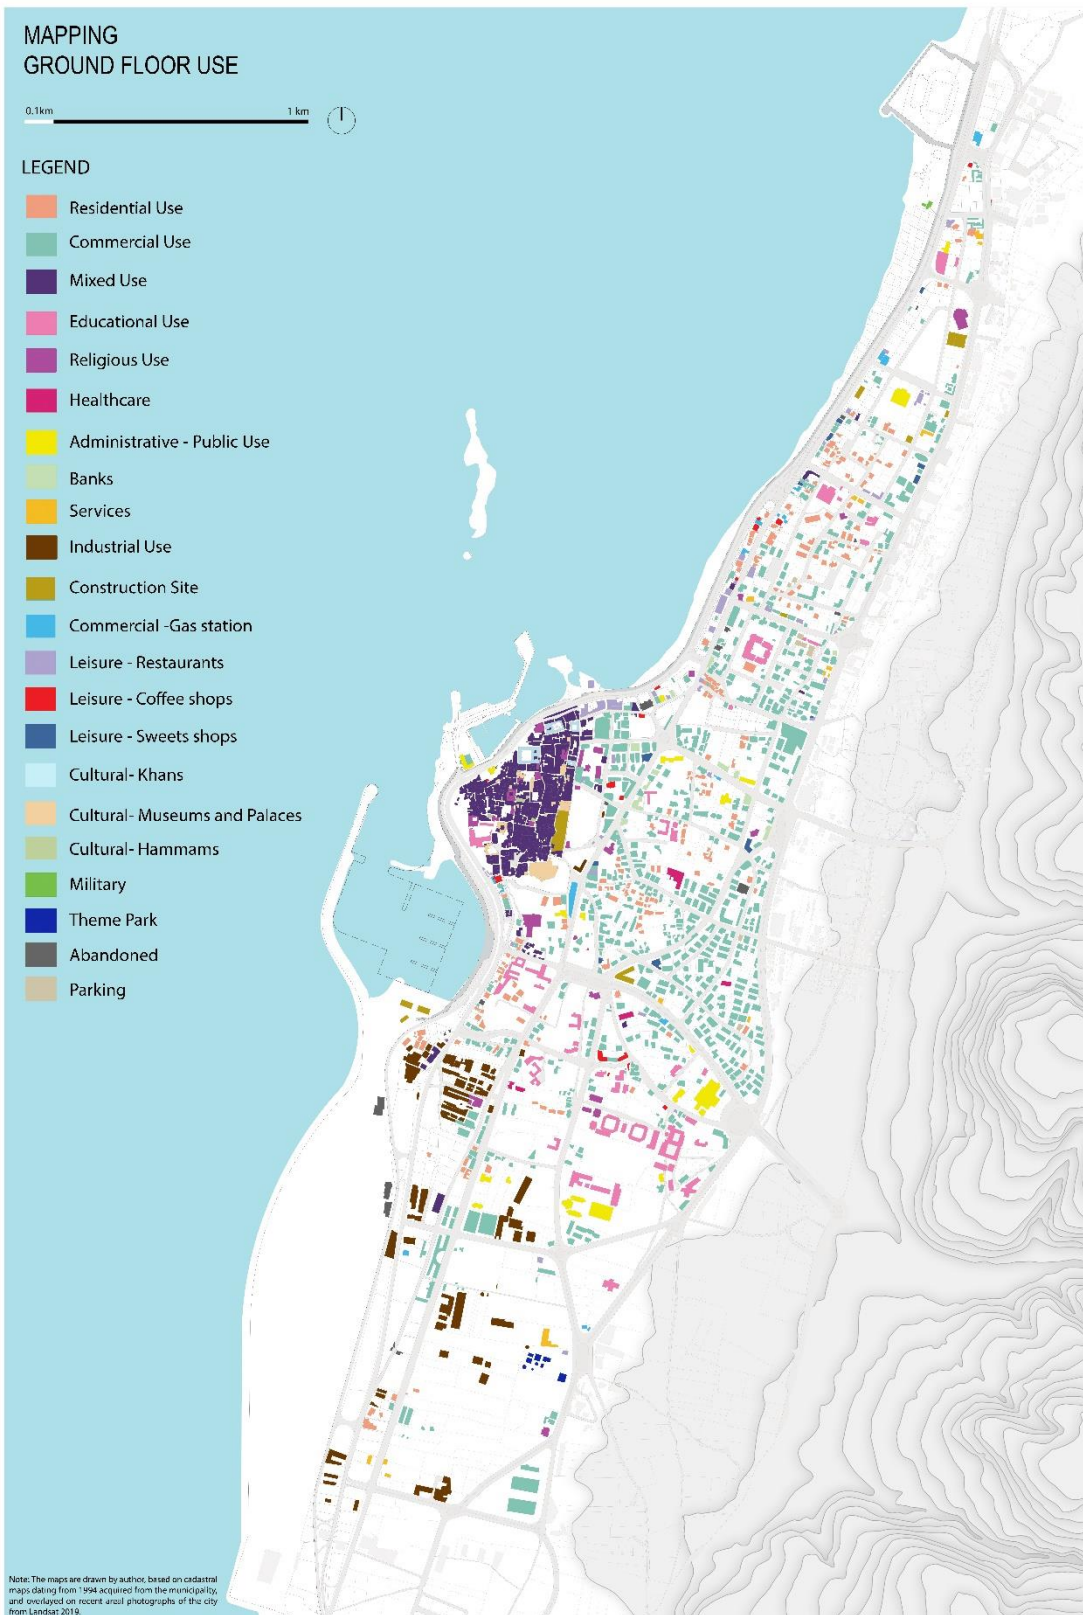 MAPPING
GROUND FLOOR USE
0.1km
1 km
LEGEND
Residential Use
Commercial Use
Mixed Use
Educational Use
Religious Use
Healthcare
Administrative - Public Use
Banks
Services
Industrial Use
Construction Site
Commercial -Gas station
Leisure - Restaurants
Leisure - Coffee shops
Leisure - Sweets shops
Cultural- Khans
Cultural- Museums and Palaces
Cultural- Hammams
Military
Theme Park
Abandoned
Parking
Note: The maps are drawn by author, based on cadastral
maps dating from 1994 acquired from the municipality,
and overlayed on recent areal photographs of the city
from Landsat 2019.